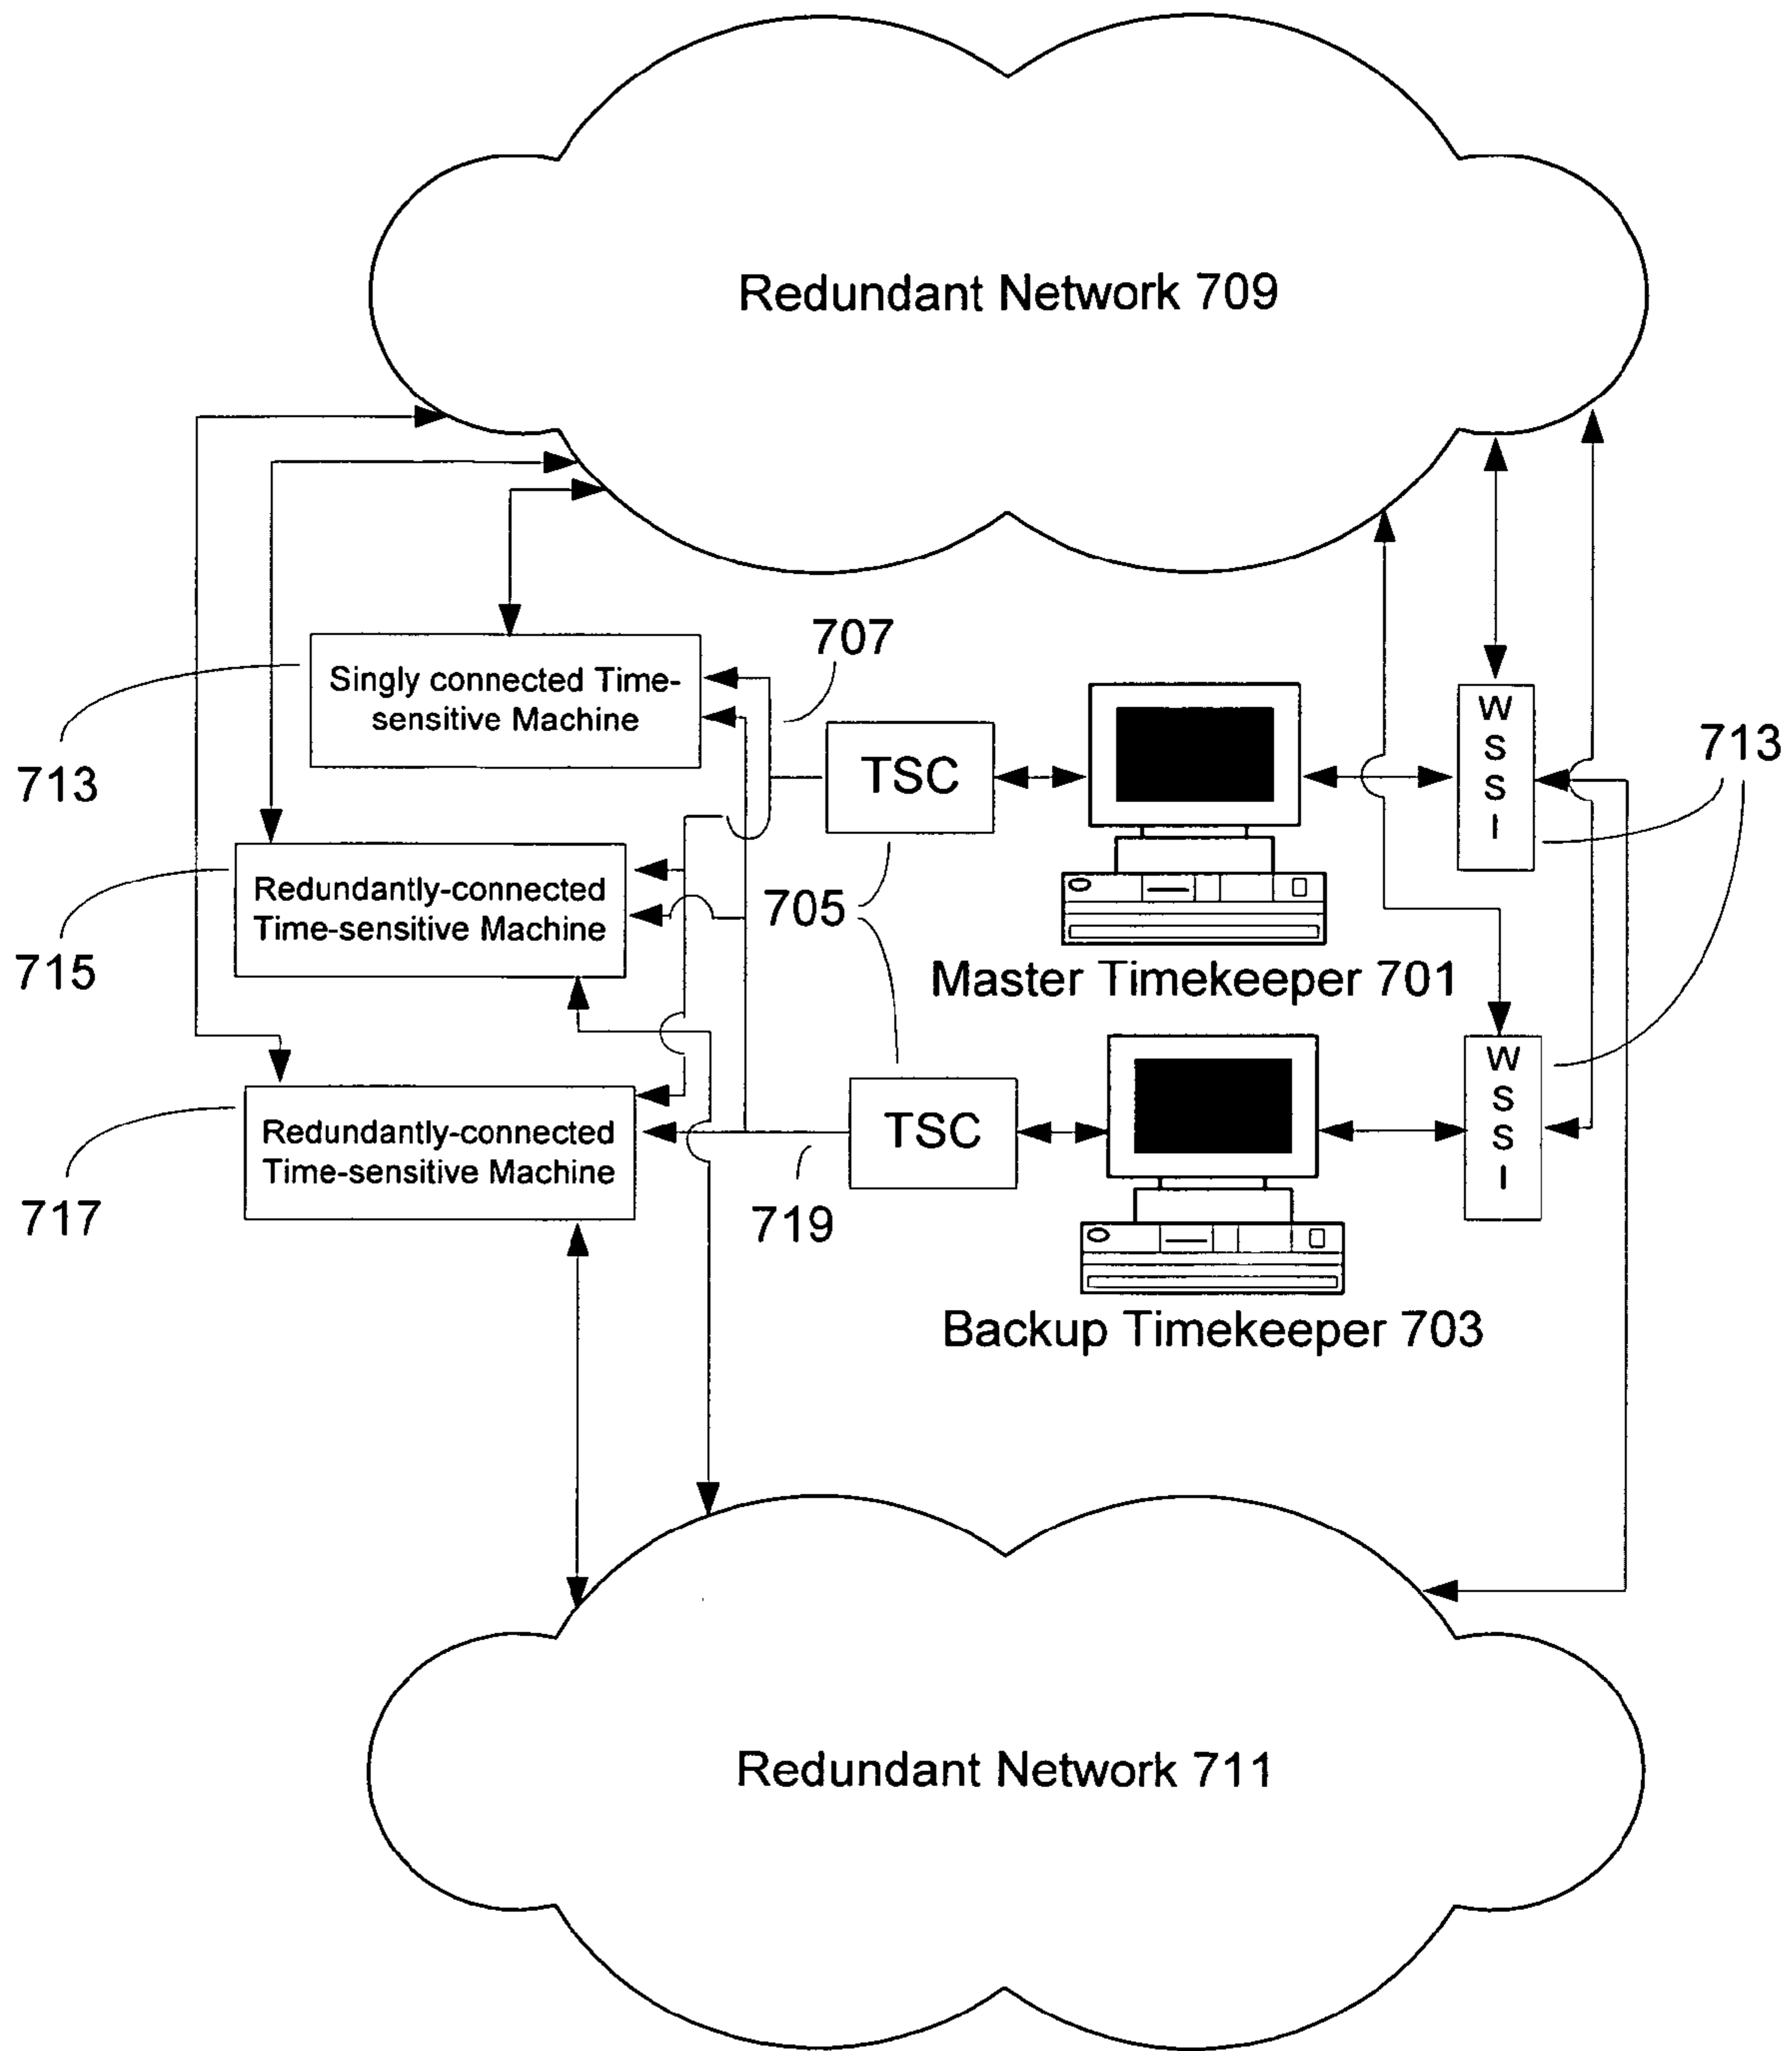 Redundant Network 709
707
Singly connected Time-
sensitive Machine
713
TSC
W
S
S
I
713
Redundantly-connected
Time-sensitive Machine
715
705
Master Timekeeper 701
Redundantly-connected
Time-sensitive Machine
717
TSC
719
W
S
S
I
Backup Timekeeper 703
Redundant Network 711